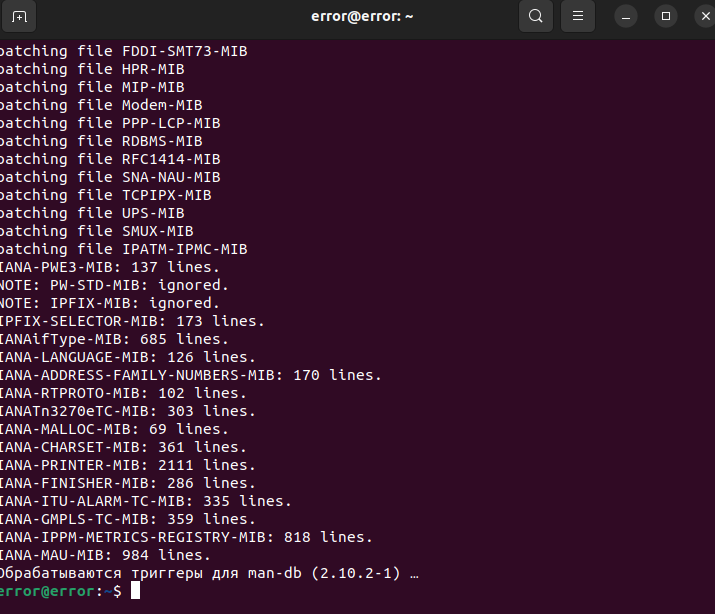 error@error: ~
patching file FDDI-SMT73-MIB
patching file HPR-MIB
patching file MIP-MIB
patching file Modem-MIB
patching file PPP-LCP-MIB
patching file RDBMS-MIB
patching file RFC1414-MIB
patching file SNA-NAU-MIB
patching file TCPIPX-MIB
patching file UPS-MIB
patching file SMUX-MIB
patching file IPATM-IPMC-MIB
IANA-PWE3-MIB: 137 lines.
NOTE: PW-STD-MIB: ignored.
NOTE: IPFIX-MIB: ignored.
IPFIX-SELECTOR-MIB: 173 lines.
IANAifType-MIB: 685 lines.
IANA-LANGUAGE-MIB: 126 lines.
IANA-ADDRESS-FAMILY-NUMBERS-MIB: 170 lines.
IANA-RTPROTO-MIB: 102 lines.
IANATn3270eTC-MIB: 303 lines.
IANA-MALLOC-MIB: 69 lines.
IANA-CHARSET-MIB: 361 lines.
IANA-PRINTER-MIB: 2111 lines.
IANA-FINISHER-MIB: 286 lines.
IANA-ITU-ALARM-TC-MIB: 335 lines.
IANA-GMPLS-TC-MIB: 359 lines.
IANA-IPPM-METRICS-REGISTRY-MIB: 818 lines.
IANA-MAU-MIB: 984 lines.
Обрабатываются триггеры для man-db (2.10.2-1) …
error@error:~$